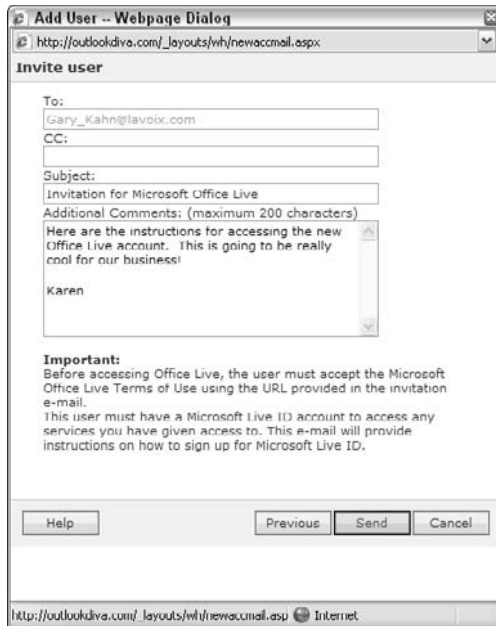 Add User -- Webpage Dialog
http://outlookdiva.com/_layouts/wh/newaccmail.aspx
Invite user
To:
Gary_Kahn@lavoix.com
CC:
Subject:
Invitation for Microsoft Office Live
Additional Comments: (maximum 200 characters)
Here are the instructions for accessing the new
Office Live account. This is going to be really
cool for our business!
Karen
Important:
Before accessing Office Live, the user must accept the Microsoft
Office Live Terms of Use using the URL provided in the invitation
e-mail.
This user must have a Microsoft Live ID account to access any
services you have given access to. This e-mail will provide
instructions on how to sign up for Microsoft Live ID.
Help Previous Send Cancel
http://outlookdiva.com/_layouts/wh/newaccmail.asp Internet